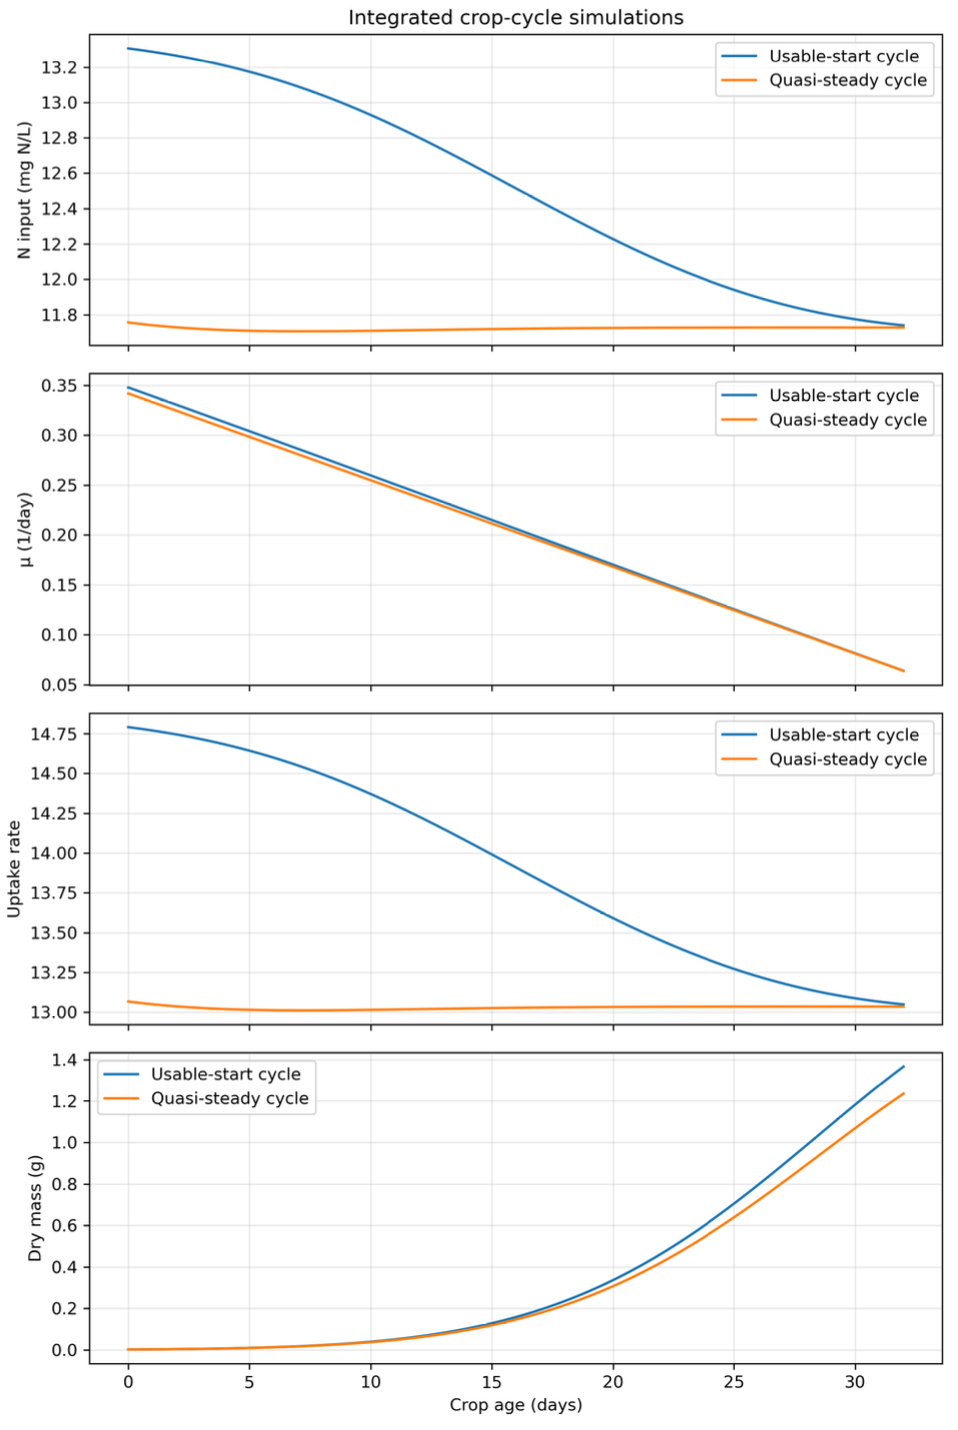 Integrated crop-cycle simulations
N input (mg N/L)
13.2
13.0
12.8
12.6
12.4
12.2
12.0
11.8
Usable-start cycle
Quasi-steady cycle
μ (1/day)
0.35
0.30
0.25
0.20
0.15
0.10
0.05
Usable-start cycle
Quasi-steady cycle
Uptake rate
14.75
14.50
14.25
14.00
13.75
13.50
13.25
13.00
Usable-start cycle
Quasi-steady cycle
Dry mass (g)
1.4
1.2
1.0
0.8
0.6
0.4
0.2
0.0
Usable-start cycle
Quasi-steady cycle
0 5 10 15 20 25 30
Crop age (days)